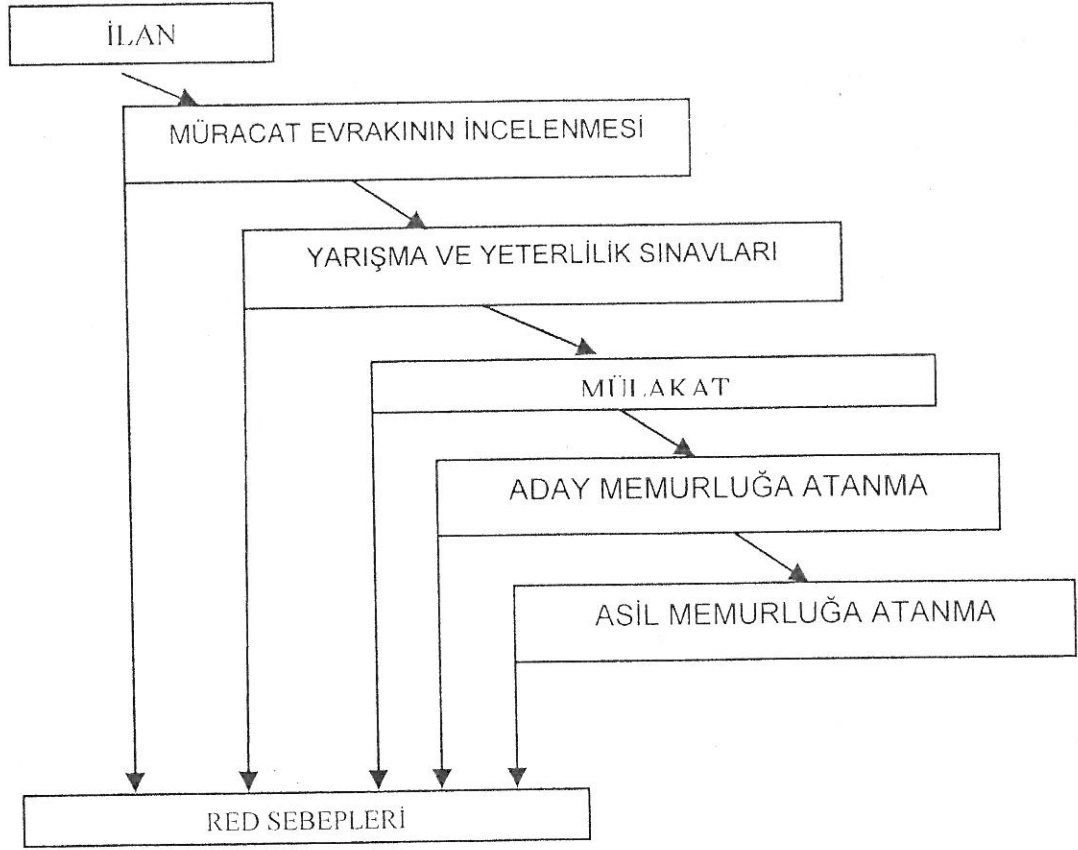 İLAN
MÜRACAT EVRAKININ İNCELENMESİ
YARIŞMA VE YETERLİLİK SINAVLARI
MÜLAKAT
ADAY MEMURLUĞA ATANMA
ASİL MEMURLUĞA ATANMA
RED SEBEPLERİ